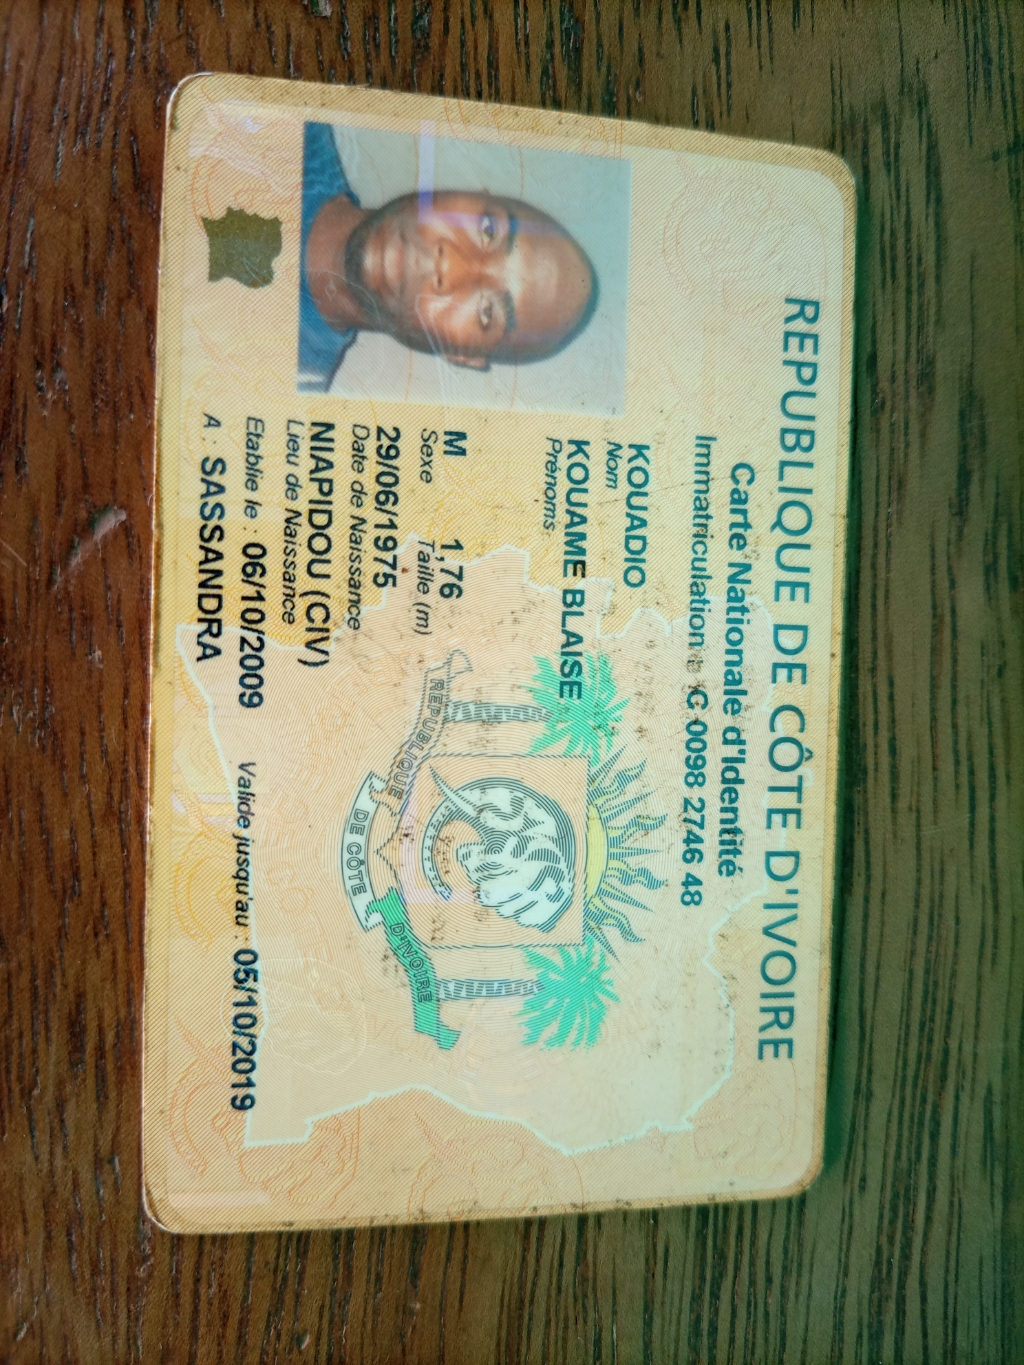 REPUBLIQUE DE CÔTE D'IVOIRE
Carte Nationale d'Identité
Immatriculation : C 0098 2746 48
KOUADIO
Nom
KOUAME BLAISE
Prénoms
M 1,76
Sexe Taille (m)
29/06/1975
Date de Naissance
NIAPIDOU (CIV)
Lieu de Naissance
Etablie le : 06/10/2009 Valide jusqu'au : 05/10/2019
A : SASSANDRA
REPUBLIQUE DE CÔTE D'IVOIRE